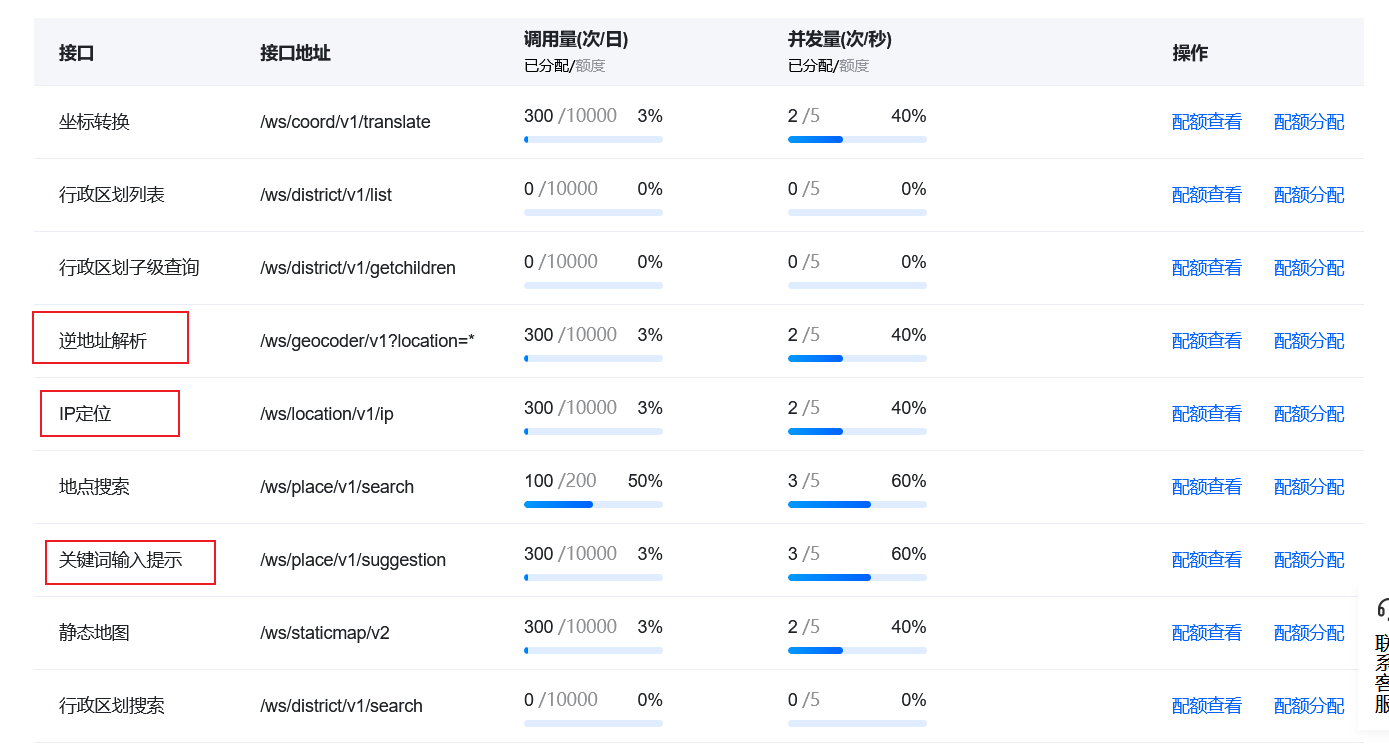 接口 接口地址 调用量(次/日) 并发量(次/秒) 操作
已分配/额度 已分配/额度
坐标转换 /ws/coord/v1/translate 300 /10000 3% 2 /5 40% 配额查看 配额分配
行政区划列表 /ws/district/v1/list 0 /10000 0% 0 /5 0% 配额查看 配额分配
行政区划子级查询 /ws/district/v1/getchildren 0 /10000 0% 0 /5 0% 配额查看 配额分配
逆地址解析 /ws/geocoder/v1?location=* 300 /10000 3% 2 /5 40% 配额查看 配额分配
IP定位 /ws/location/v1/ip 300 /10000 3% 2 /5 40% 配额查看 配额分配
地点搜索 /ws/place/v1/search 100 /200 50% 3 /5 60% 配额查看 配额分配
关键词输入提示 /ws/place/v1/suggestion 300 /10000 3% 3 /5 60% 配额查看 配额分配
静态地图 /ws/staticmap/v2 300 /10000 3% 2 /5 40% 配额查看 配额分配
行政区划搜索 /ws/district/v1/search 0 /10000 0% 0 /5 0% 配额查看 配额分配
联系客服